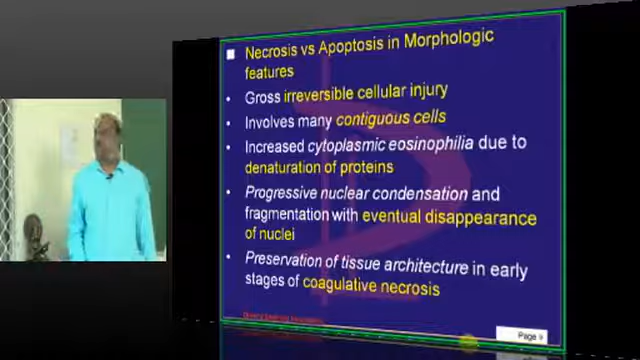 Necrosis vs Apoptosis in Morphologic
features
Gross irreversible cellular injury
Involves many contiguous cells
Increased cytoplasmic eosinophilia due to
denaturation of proteins
Progressive nuclear condensation and
fragmentation with eventual disappearance
of nuclei
Preservation of tissue architecture in early
stages of coagulative necrosis
Page 9